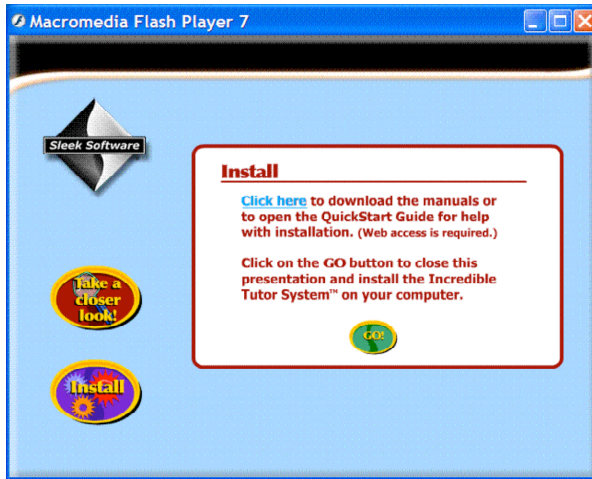 Macromedia Flash Player 7
Sleek Software
Install
Click here to download the manuals or
to open the QuickStart Guide for help
with installation. (Web access is required.)
Click on the GO button to close this
presentation and install the Incredible
Tutor System™ on your computer.
GO!
Take a
closer
look!
Install